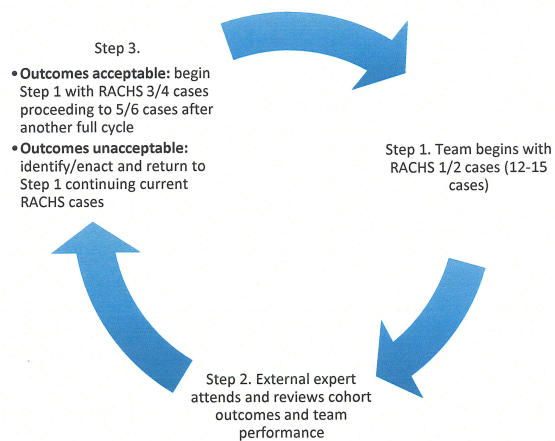 Step 3.
• Outcomes acceptable: begin
Step 1 with RACHS 3/4 cases
proceeding to 5/6 cases after
another full cycle
• Outcomes unacceptable:
identify/enact and return to
Step 1 continuing current
RACHS cases
Step 1. Team begins with
RACHS 1/2 cases (12-15
cases)
Step 2. External expert
attends and reviews cohort
outcomes and team
performance